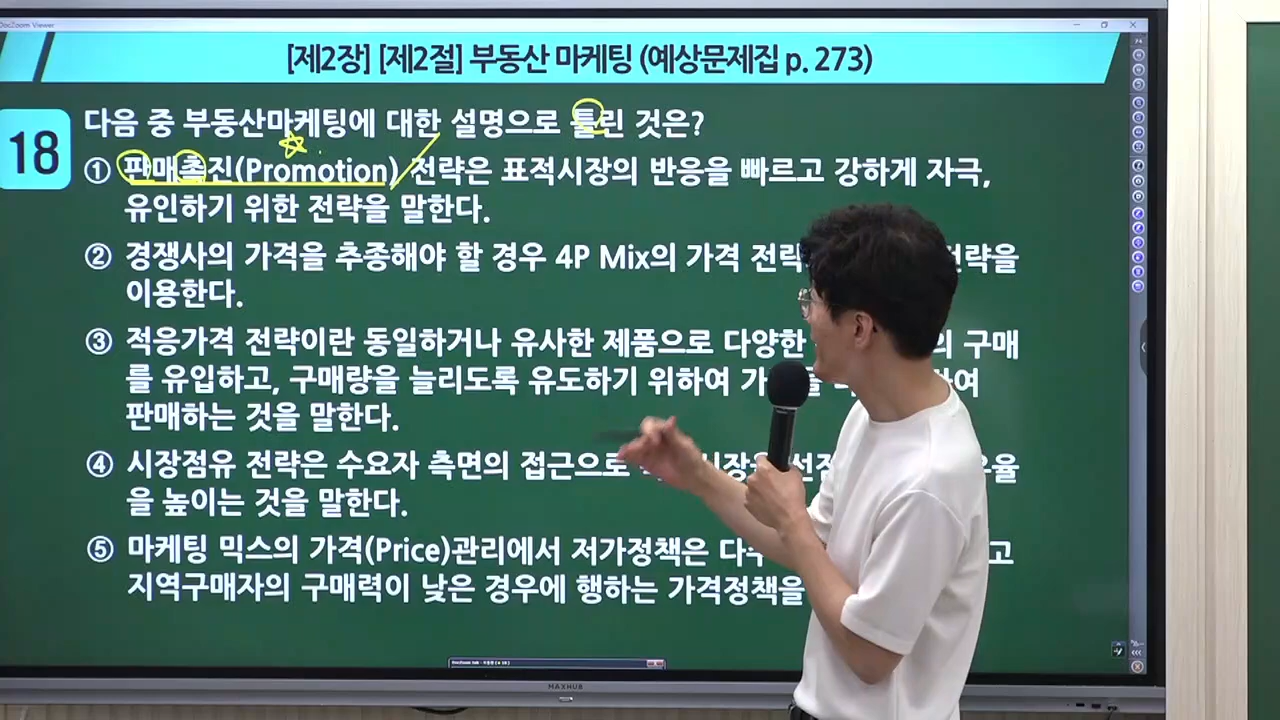 DocZoom Viewer
[제2장] [제2절] 부동산 마케팅 (예상문제집 p. 273)
18
다음 중 부동산마케팅에 대한 설명으로 틀린 것은?
① 판매촉진(Promotion) 전략은 표적시장의 반응을 빠르고 강하게 자극,
유인하기 위한 전략을 말한다.
② 경쟁사의 가격을 추종해야 할 경우 4P Mix의 가격 전략 전략을
이용한다.
③ 적응가격 전략이란 동일하거나 유사한 제품으로 다양한 구매
를 유입하고, 구매량을 늘리도록 유도하기 위하여
판매하는 것을 말한다.
④ 시장점유 전략은 수요자 측면의 접근으로
을 높이는 것을 말한다.
⑤ 마케팅 믹스의 가격(Price)관리에서 저가정책은
지역구매자의 구매력이 낮은 경우에 행하는 가격정책을
MAXHUB